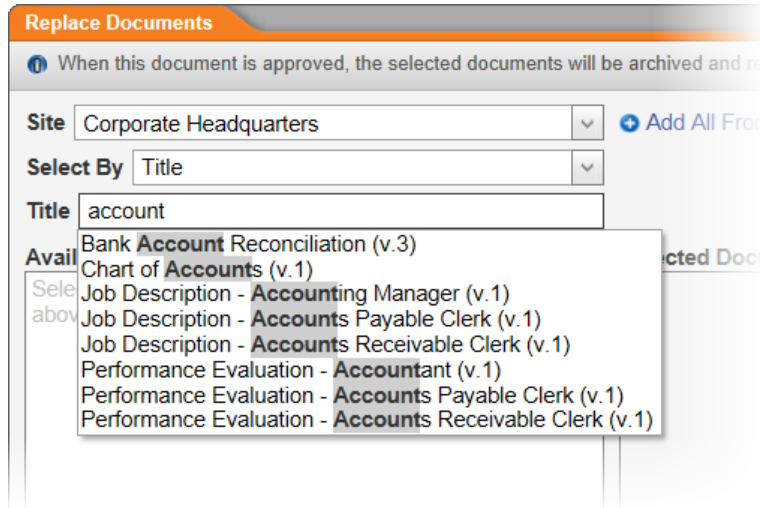 Replace Documents
When this document is approved, the selected documents will be archived and
Site Corporate Headquarters Add All From
Select By Title
Title account
Bank Account Reconciliation (v.3)
Chart of Accounts (v.1)
Job Description - Accounting Manager (v.1)
Job Description - Accounts Payable Clerk (v.1)
Job Description - Accounts Receivable Clerk (v.1)
Performance Evaluation - Accountant (v.1)
Performance Evaluation - Accounts Payable Clerk (v.1)
Performance Evaluation - Accounts Receivable Clerk (v.1)